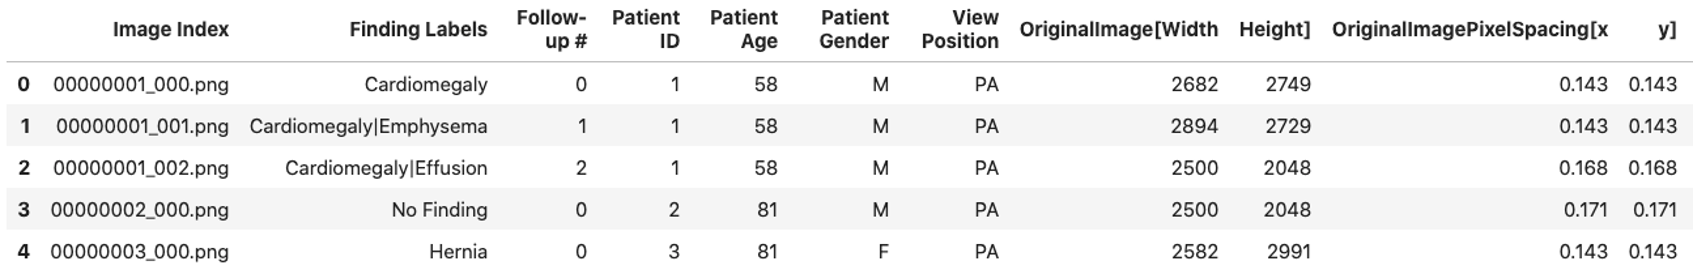 Image Index Finding Labels Follow-up # Patient ID Patient Age Patient Gender View Position OriginalImage[Width Height] OriginalImagePixelSpacing[x y]
0 00000001_000.png Cardiomegaly 0 1 58 M PA 2682 2749 0.143 0.143
1 00000001_001.png Cardiomegaly|Emphysema 1 1 58 M PA 2894 2729 0.143 0.143
2 00000001_002.png Cardiomegaly|Effusion 2 1 58 M PA 2500 2048 0.168 0.168
3 00000002_000.png No Finding 0 2 81 M PA 2500 2048 0.171 0.171
4 00000003_000.png Hernia 0 3 81 F PA 2582 2991 0.143 0.143